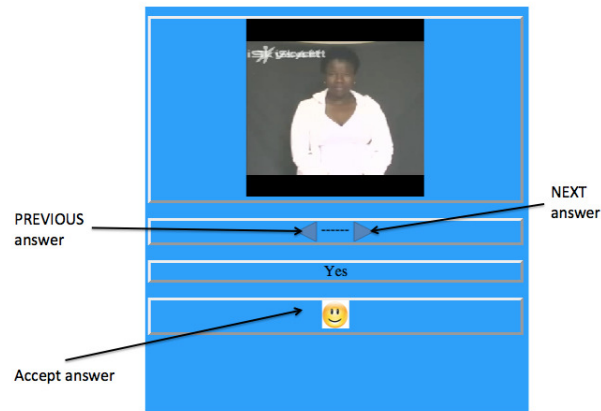 NEXT
answer
PREVIOUS
answer
------
Yes
Accept answer